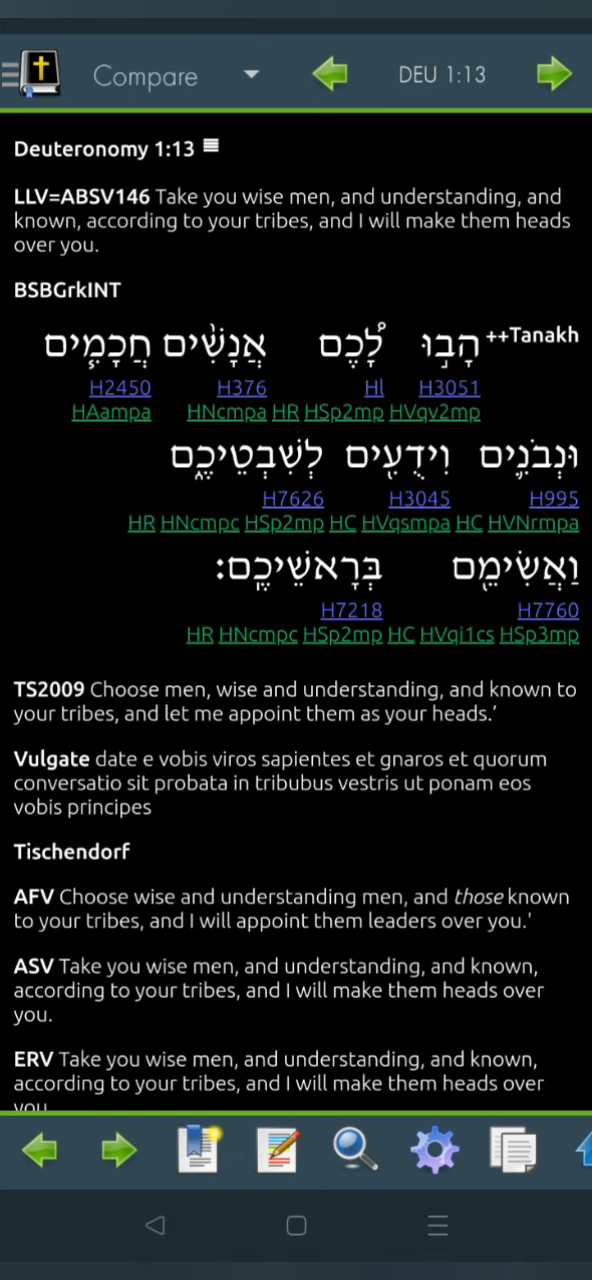 Compare
DEU 1:13
Deuteronomy 1:13
LLV=ABSV146 Take you wise men, and understanding, and
known, according to your tribes, and I will make them heads
over you.
BSBGrkINT
++Tanakh הָב֣וּ לָ֠כֶם אֲנָשִׁ֨ים חֲכָמִ֧ים
H3051 Hl H376 H2450
HVqv2mp HR HSp2mp HNcmpa HAampa
וּנְבֹנִ֛ים וִידֻעִ֖ים לְשִׁבְטֵיכֶ֑ם
H995 H3045 H7626
HC HVNrmpa HC HVqsmpa HR HNcmpc HSp2mp
וַאֲשִׂימֵ֖ם בְּרָאשֵׁיכֶֽם׃
H7760 H7218
HC HVqi1cs HSp3mp HR HNcmpc HSp2mp
TS2009 Choose men, wise and understanding, and known to
your tribes, and let me appoint them as your heads.’
Vulgate date e vobis viros sapientes et gnaros et quorum
conversatio sit probata in tribubus vestris ut ponam eos
vobis principes
Tischendorf
AFV Choose wise and understanding men, and those known
to your tribes, and I will appoint them leaders over you.'
ASV Take you wise men, and understanding, and known,
according to your tribes, and I will make them heads over
you.
ERV Take you wise men, and understanding, and known,
according to your tribes, and I will make them heads over
you